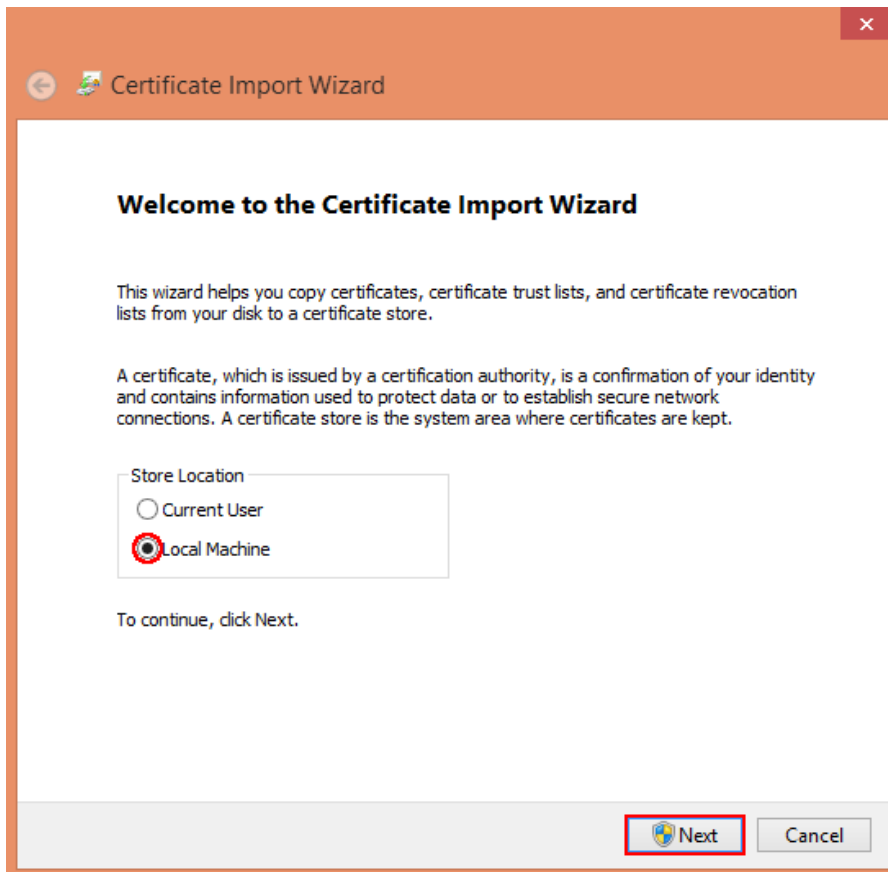 Certificate Import Wizard
Welcome to the Certificate Import Wizard
This wizard helps you copy certificates, certificate trust lists, and certificate revocation
lists from your disk to a certificate store.
A certificate, which is issued by a certification authority, is a confirmation of your identity
and contains information used to protect data or to establish secure network
connections. A certificate store is the system area where certificates are kept.
Store Location
Current User
Local Machine
To continue, click Next.
Next Cancel